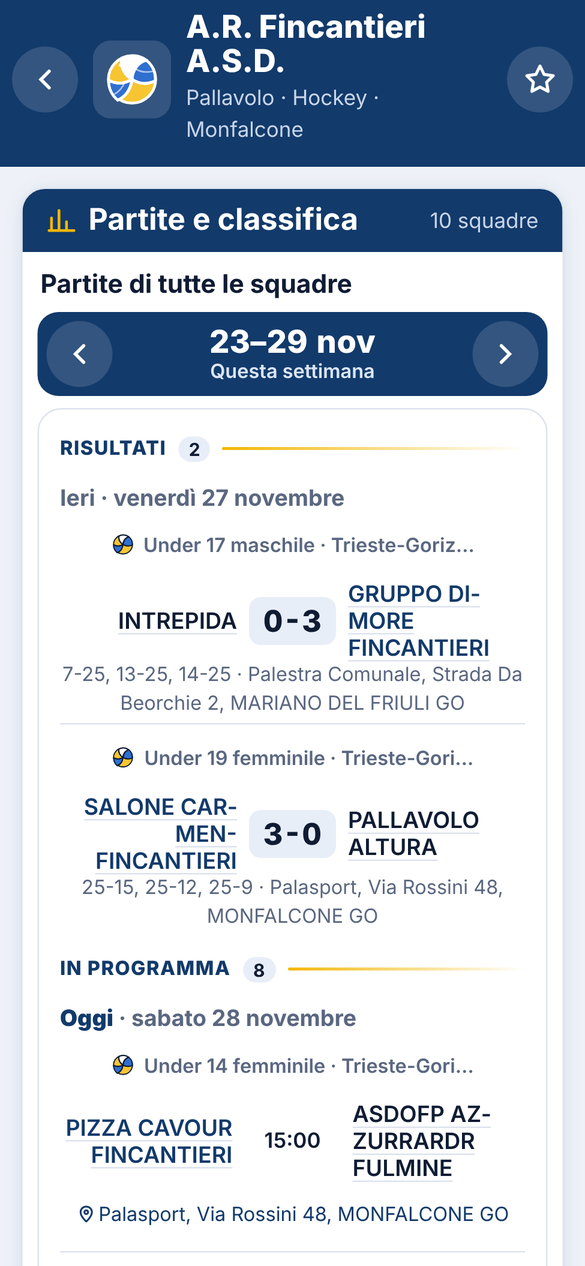 A.R. Fincantieri
A.S.D.
Pallavolo · Hockey ·
Monfalcone
Partite e classifica
10 squadre
Partite di tutte le squadre
23–29 nov
Questa settimana
RISULTATI 2
Ieri · venerdì 27 novembre
Under 17 maschile · Trieste-Goriz...
INTREPIDA
0-3
GRUPPO DI-
MORE
FINCANTIERI
7-25, 13-25, 14-25 · Palestra Comunale, Strada Da
Beorchie 2, MARIANO DEL FRIULI GO
Under 19 femminile · Trieste-Gori...
SALONE CAR-
MEN-
FINCANTIERI
3-0
PALLAVOLO
ALTURA
25-15, 25-12, 25-9 · Palasport, Via Rossini 48,
MONFALCONE GO
IN PROGRAMMA 8
Oggi · sabato 28 novembre
Under 14 femminile · Trieste-Gori...
PIZZA CAVOUR
FINCANTIERI
15:00
ASDOFP AZ-
ZURRARDR
FULMINE
Palasport, Via Rossini 48, MONFALCONE GO